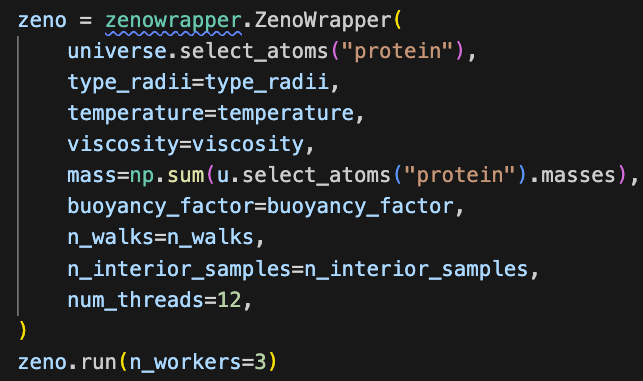 zeno = zenowrapper.ZenoWrapper(
    universe.select_atoms("protein"),
    type_radii=type_radii,
    temperature=temperature,
    viscosity=viscosity,
    mass=np.sum(u.select_atoms("protein").masses),
    buoyancy_factor=buoyancy_factor,
    n_walks=n_walks,
    n_interior_samples=n_interior_samples,
    num_threads=12,
)
zeno.run(n_workers=3)